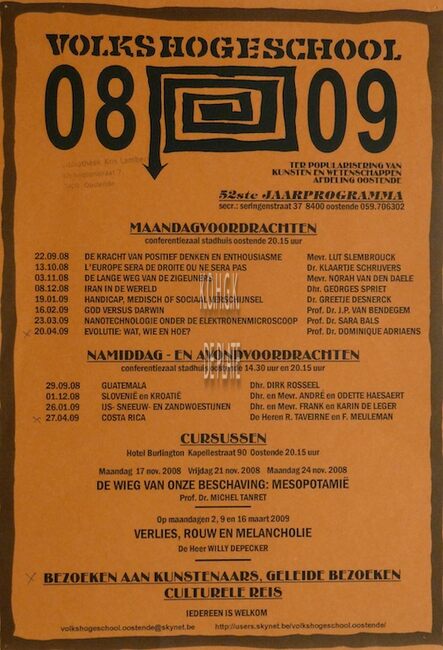 VOLKSHOGESCHOOL
08 09
TER POPULARISERING VAN
KUNSTEN EN WETENSCHAPPEN
AFDELING OOSTENDE
52ste JAARPROGRAMMA
secr.: seringenstraat 37 8400 oostende 059.706302
Bibliotheek Kris Lambe
Oostende
MAANDAGVOORDRACHTEN
conferentiezaal stadhuis oostende 20.15 uur
22.09.08 DE KRACHT VAN POSITIEF DENKEN EN ENTHOUSIASME Mevr. LUT SLEMBROUCK
13.10.08 L'EUROPE SERA DE DROITE OU NE SERA PAS Dr. KLAARTJE SCHRIJVERS
03.11.08 DE LANGE WEG VAN DE ZIGEUNERS Mevr. NORAH VAN DEN DAELE
08.12.08 IRAN IN DE WERELD Dhr. GEORGES SPRIET
19.01.09 HANDICAP, MEDISCH OF SOCIAAL VERSCHIJNSEL Dr. GREETJE DESNERCK
16.02.09 GOD VERSUS DARWIN Prof. Dr. J.P. VAN BENDEGEM
23.03.09 NANOTECHNOLOGIE ONDER DE ELEKTRONENMICROSCOOP Prof. Dr. SARA BALS
x 20.04.09 EVOLUTIE: WAT, WIE EN HOE? Prof. Dr. DOMINIQUE ADRIAENS
KOHGK
DEPLATE
NAMIDDAG - EN AVONDVOORDRACHTEN
conferentiezaal stadhuis oostende 14.30 uur en 20.15 uur
29.09.08 GUATEMALA Dhr. DIRK ROSSEEL
01.12.08 SLOVENIË en KROATIË Dhr. en Mevr. ANDRÉ en ODETTE HAESAERT
26.01.09 IJS- SNEEUW- EN ZANDWOESTIJNEN Dhr. en Mevr. FRANK en KARIN DE LEGER
x 27.04.09 COSTA RICA De Heren R. TAVERNE en F. MEULEMAN
CURSUSSEN
Hotel Burlington Kapellestraat 90 Oostende 20.15 uur
Maandag 17 nov. 2008 Vrijdag 21 nov. 2008 Maandag 24 nov. 2008
DE WIEG VAN ONZE BESCHAVING: MESOPOTAMIË
Prof. Dr. MICHEL TANRET
Op maandagen 2, 9 en 16 maart 2009
VERLIES, ROUW EN MELANCHOLIE
De Heer WILLY DEPECKER
x BEZOEKEN AAN KUNSTENAARS, GELEIDE BEZOEKEN
CULTURELE REIS
IEDEREEN IS WELKOM
volkshogeschool.oostende@skynet.be http://users.skynet.be/volkshogeschool.oostende/